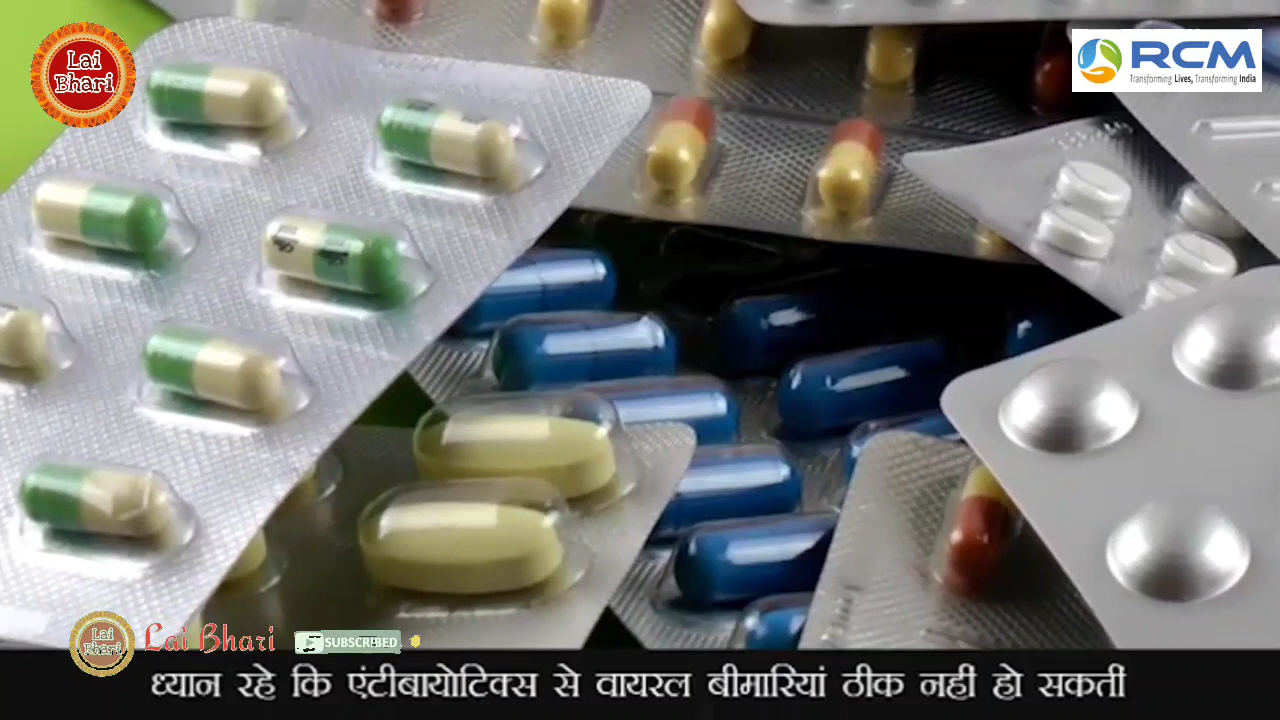 Lai
Bhari
RCM
Transforming Lives, Transforming India
Lai
Bhari
Lai Bhari
SUBSCRIBED
ध्यान रहे कि एंटीबायोटिक्स से वायरल बीमारियां ठीक नहीं हो सकतीं